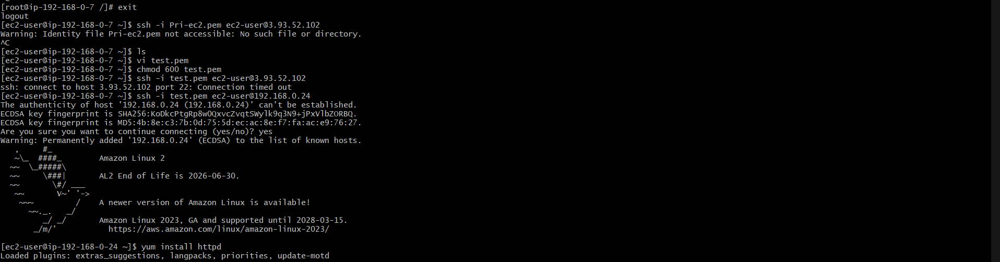 [root@ip-192-168-0-7 /]# exit
logout
[ec2-user@ip-192-168-0-7 ~]$ ssh -i Pri-ec2.pem ec2-user@3.93.52.102
Warning: Identity file Pri-ec2.pem not accessible: No such file or directory.
^C
[ec2-user@ip-192-168-0-7 ~]$ ls
[ec2-user@ip-192-168-0-7 ~]$ vi test.pem
[ec2-user@ip-192-168-0-7 ~]$ chmod 600 test.pem
[ec2-user@ip-192-168-0-7 ~]$ ssh -i test.pem ec2-user@3.93.52.102
ssh: connect to host 3.93.52.102 port 22: Connection timed out
[ec2-user@ip-192-168-0-7 ~]$ ssh -i test.pem ec2-user@192.168.0.24
The authenticity of host '192.168.0.24 (192.168.0.24)' can't be established.
ECDSA key fingerprint is SHA256:KoDkcPtgRp8wOQxvcZvqtSWylk9q3N9+jPxVlbZORBQ.
ECDSA key fingerprint is MD5:4b:8e:c3:7b:0d:75:5d:ec:ac:8e:f7:fa:ac:e9:76:27.
Are you sure you want to continue connecting (yes/no)? yes
Warning: Permanently added '192.168.0.24' (ECDSA) to the list of known hosts.
   ,     #_
   ~\_  ####_        Amazon Linux 2
  ~~  \_#####\
  ~~     \###|       AL2 End of Life is 2026-06-30.
  ~~       \#/ ___
   ~~       V~' '->
    ~~~         /    A newer version of Amazon Linux is available!
      ~~._.   _/
         _/ _/       Amazon Linux 2023, GA and supported until 2028-03-15.
       _/m/'           https://aws.amazon.com/linux/amazon-linux-2023/
[ec2-user@ip-192-168-0-24 ~]$ yum install httpd
Loaded plugins: extras_suggestions, langpacks, priorities, update-motd